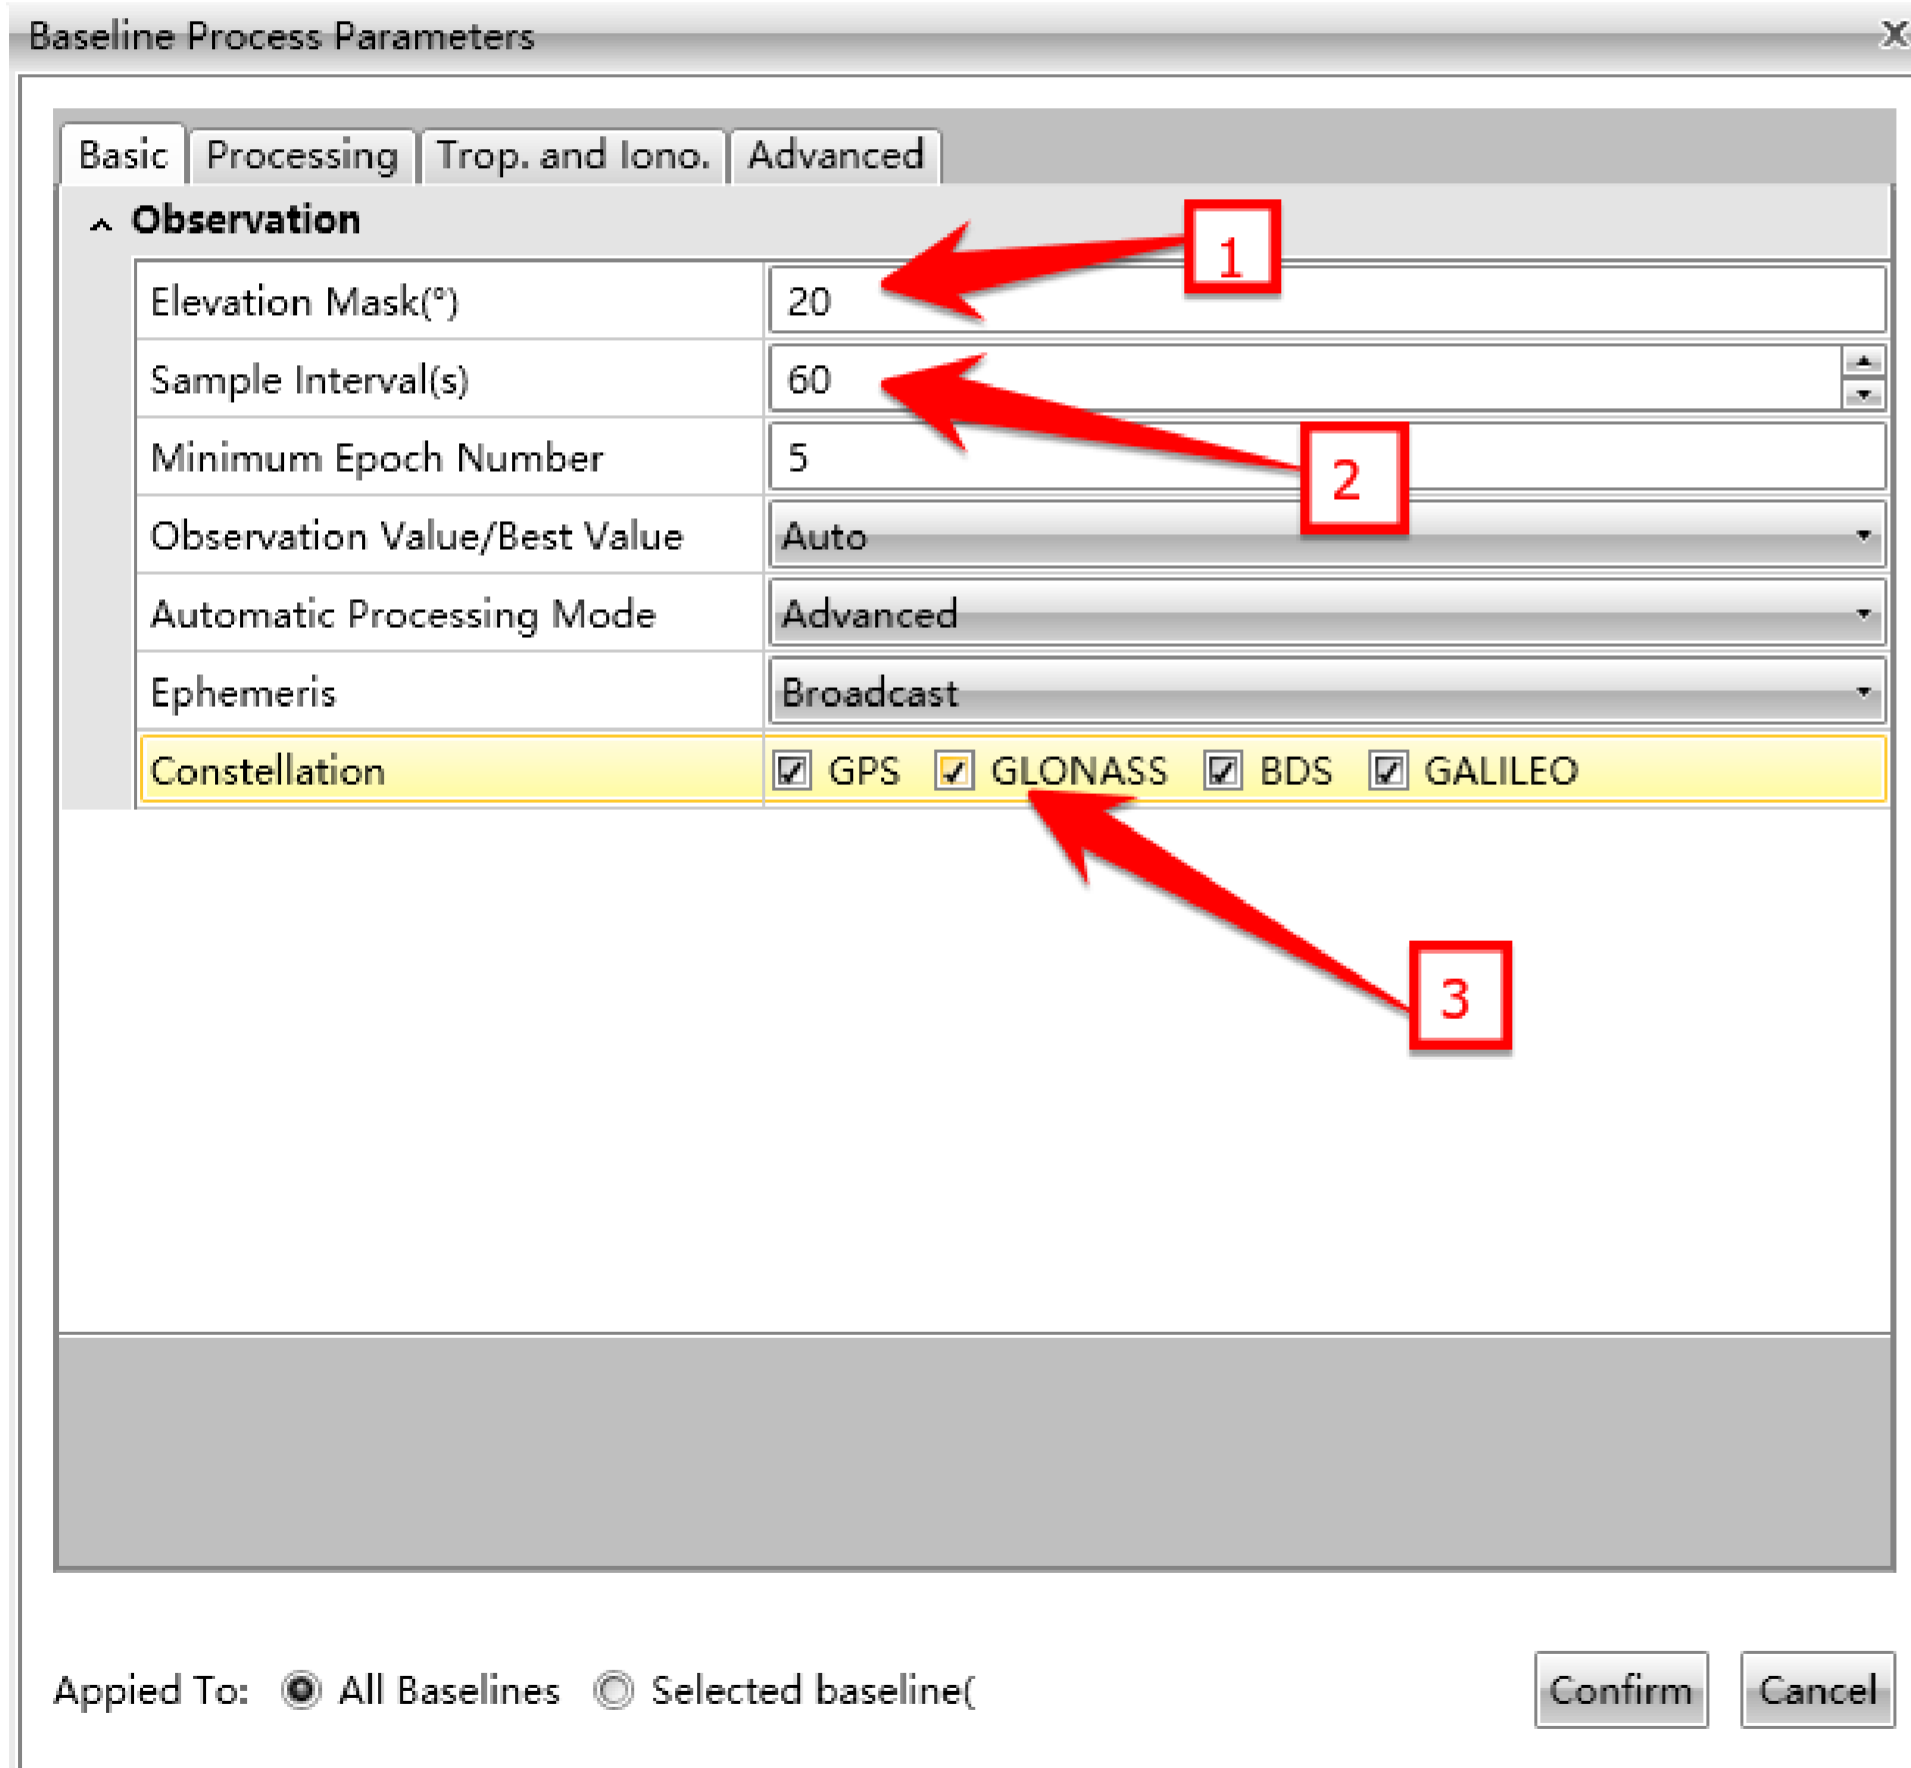 Baseline Process Parameters
Basic Processing Trop. and Iono. Advanced
Observation
1
Elevation Mask(°) 20
Sample Interval(s) 60
Minimum Epoch Number 5
2
Observation Value/Best Value Auto
Automatic Processing Mode Advanced
Ephemeris Broadcast
Constellation GPS GLONASS BDS GALILEO
3
Appied To: All Baselines Selected baseline( Confirm Cancel